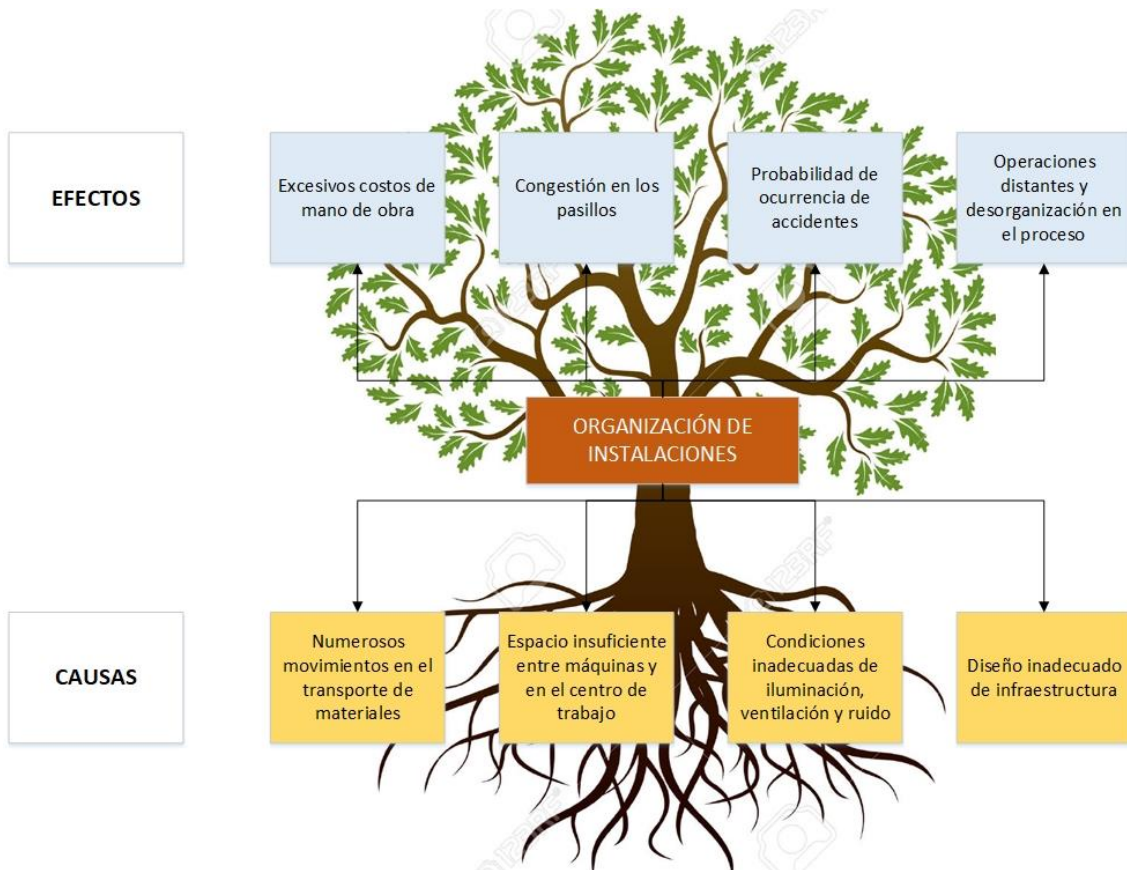 EFECTOS
Excesivos costos de
mano de obra
Congestión en los
pasillos
Probabilidad de
ocurrencia de
accidentes
Operaciones
distantes y
desorganización en
el proceso
ORGANIZACIÓN DE
INSTALACIONES
CAUSAS
Numerosos
movimientos en el
transporte de
materiales
Espacio insuficiente
entre máquinas y
en el centro de
trabajo
Condiciones
inadecuadas de
iluminación,
ventilación y ruido
Diseño inadecuado
de infraestructura